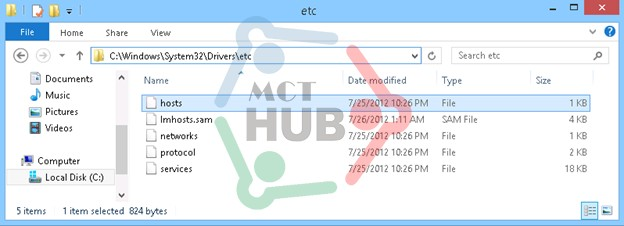 etc
File Home Share View
C:\Windows\System32\Drivers\etc Search etc
Name Date modified Type Size
Documents
Music
Pictures
Videos
Computer
Local Disk (C:)
hosts 7/25/2012 10:26 PM File 1 KB
lmhosts.sam 7/26/2012 1:11 AM SAM File 4 KB
networks 7/25/2012 10:26 PM File 1 KB
protocol 7/25/2012 10:26 PM File 2 KB
services 7/25/2012 10:26 PM File 18 KB
MCT
HUB
5 items 1 item selected 824 bytes